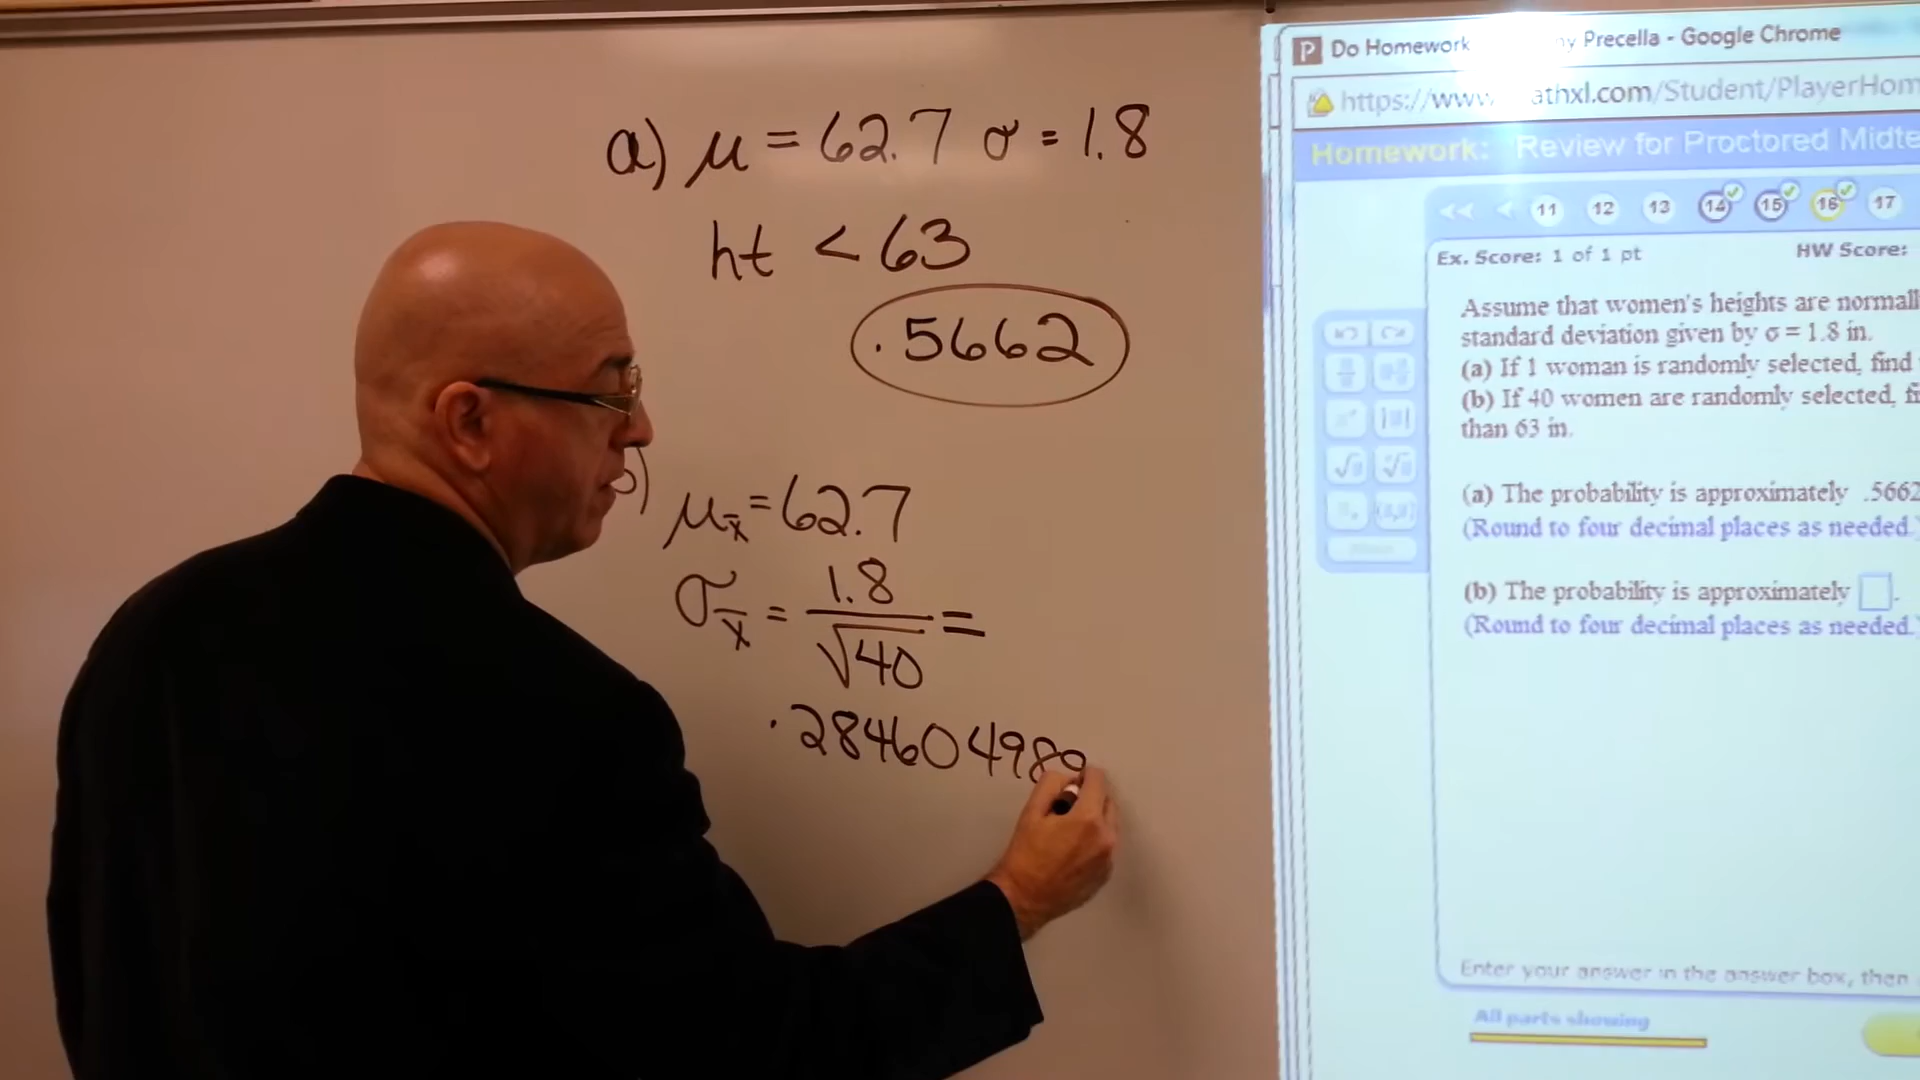 a) μ = 62.7 σ = 1.8
ht < 63
.5662
b)
μx̄ = 62.7
σx̄ = 1.8/√40 =
.284604989
Do Homework
Precella - Google Chrome
https://www
athxl.com/Student/PlayerHom
Homework: Review for Proctored Midte
11 12 13 14 15 16 17
Ex. Score: 1 of 1 pt
HW Score:
Assume that women's heights are normall
standard deviation given by σ = 1.8 in.
(a) If 1 woman is randomly selected, find
(b) If 40 women are randomly selected, fi
than 63 in.
(a) The probability is approximately .5662
(Round to four decimal places as needed.)
(b) The probability is approximately
.
(Round to four decimal places as needed.)
Enter your answer in the answer box, then
All parts showing